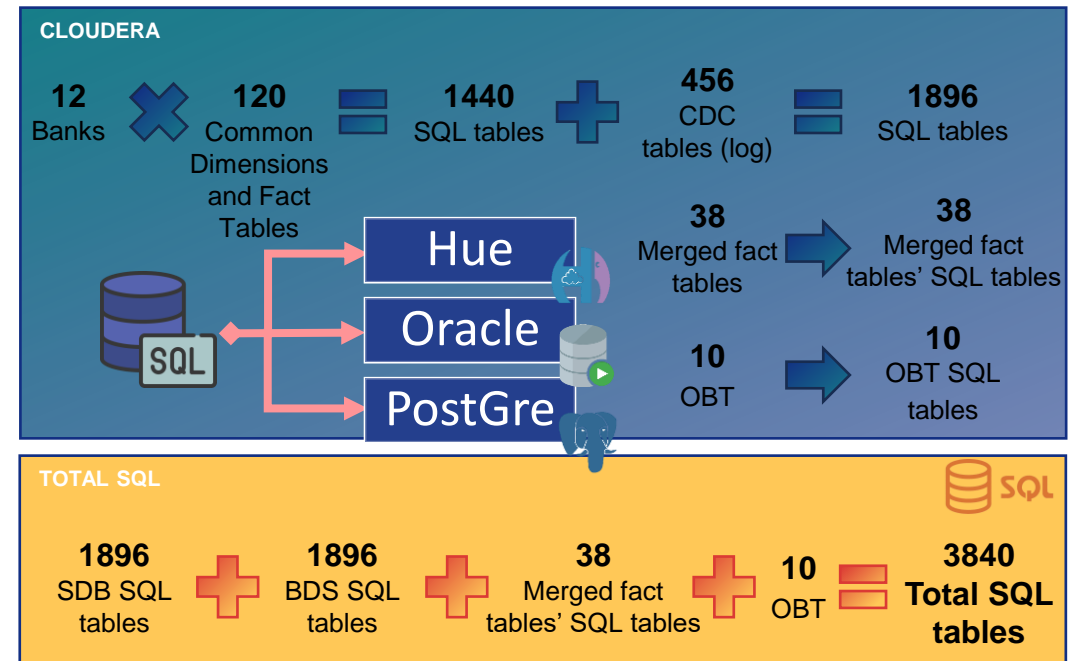 CLOUDERA
12
Banks
120
Common
Dimensions
and Fact
Tables
1440
SQL tables
456
CDC
tables (log)
1896
SQL tables
38
Merged fact
tables
38
Merged fact
tables’ SQL tables
10
OBT
10
OBT SQL
tables
SQL
Hue
Oracle
PostGre
TOTAL SQL
SQL
1896
SDB SQL
tables
1896
BDS SQL
tables
38
Merged fact
tables’ SQL tables
10
OBT
3840
Total SQL
tables